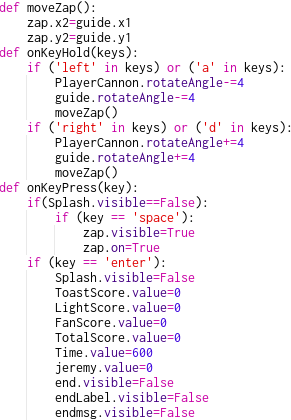 def moveZap():
    zap.x2=guide.x1
    zap.y2=guide.y1
def onKeyHold(keys):
    if ('left' in keys) or ('a' in keys):
        PlayerCannon.rotateAngle-=4
        guide.rotateAngle-=4
        moveZap()
    if ('right' in keys) or ('d' in keys):
        PlayerCannon.rotateAngle+=4
        guide.rotateAngle+=4
        moveZap()
def onKeyPress(key):
    if(Splash.visible==False):
        if (key == 'space'):
            zap.visible=True
            zap.on=True
    if (key == 'enter'):
        Splash.visible=False
        ToastScore.value=0
        LightScore.value=0
        FanScore.value=0
        TotalScore.value=0
        Time.value=600
        jeremy.value=0
        end.visible=False
        endLabel.visible=False
        endmsg.visible=False